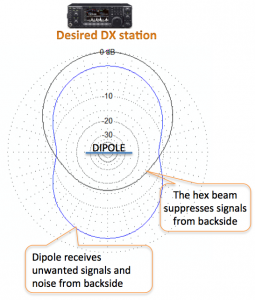 Desired DX station
0 dB
-10
-20
-30
DIPOLE
The hex beam
suppresses signals
from backside
Dipole receives
unwanted signals and
noise from backside